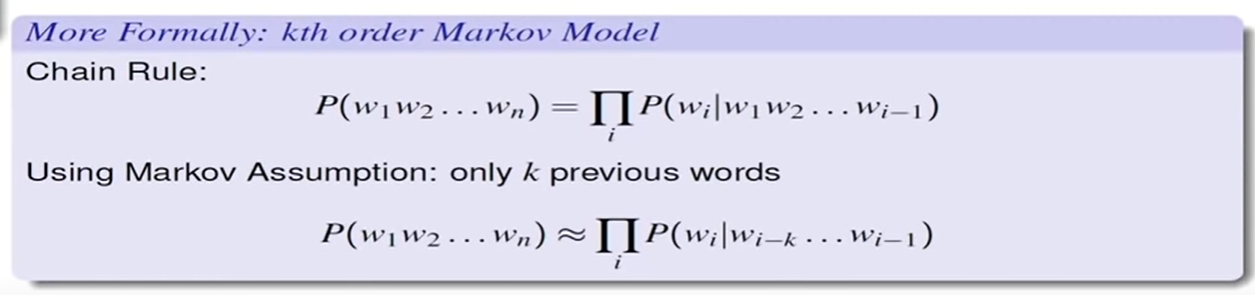 More Formally: kth order Markov Model
Chain Rule:
P(w₁w₂...wₙ) = ∏ᵢ P(wᵢ|w₁w₂...wᵢ₋₁)
Using Markov Assumption: only k previous words
P(w₁w₂...wₙ) ≈ ∏ᵢ P(wᵢ|wᵢ₋ₖ...wᵢ₋₁)